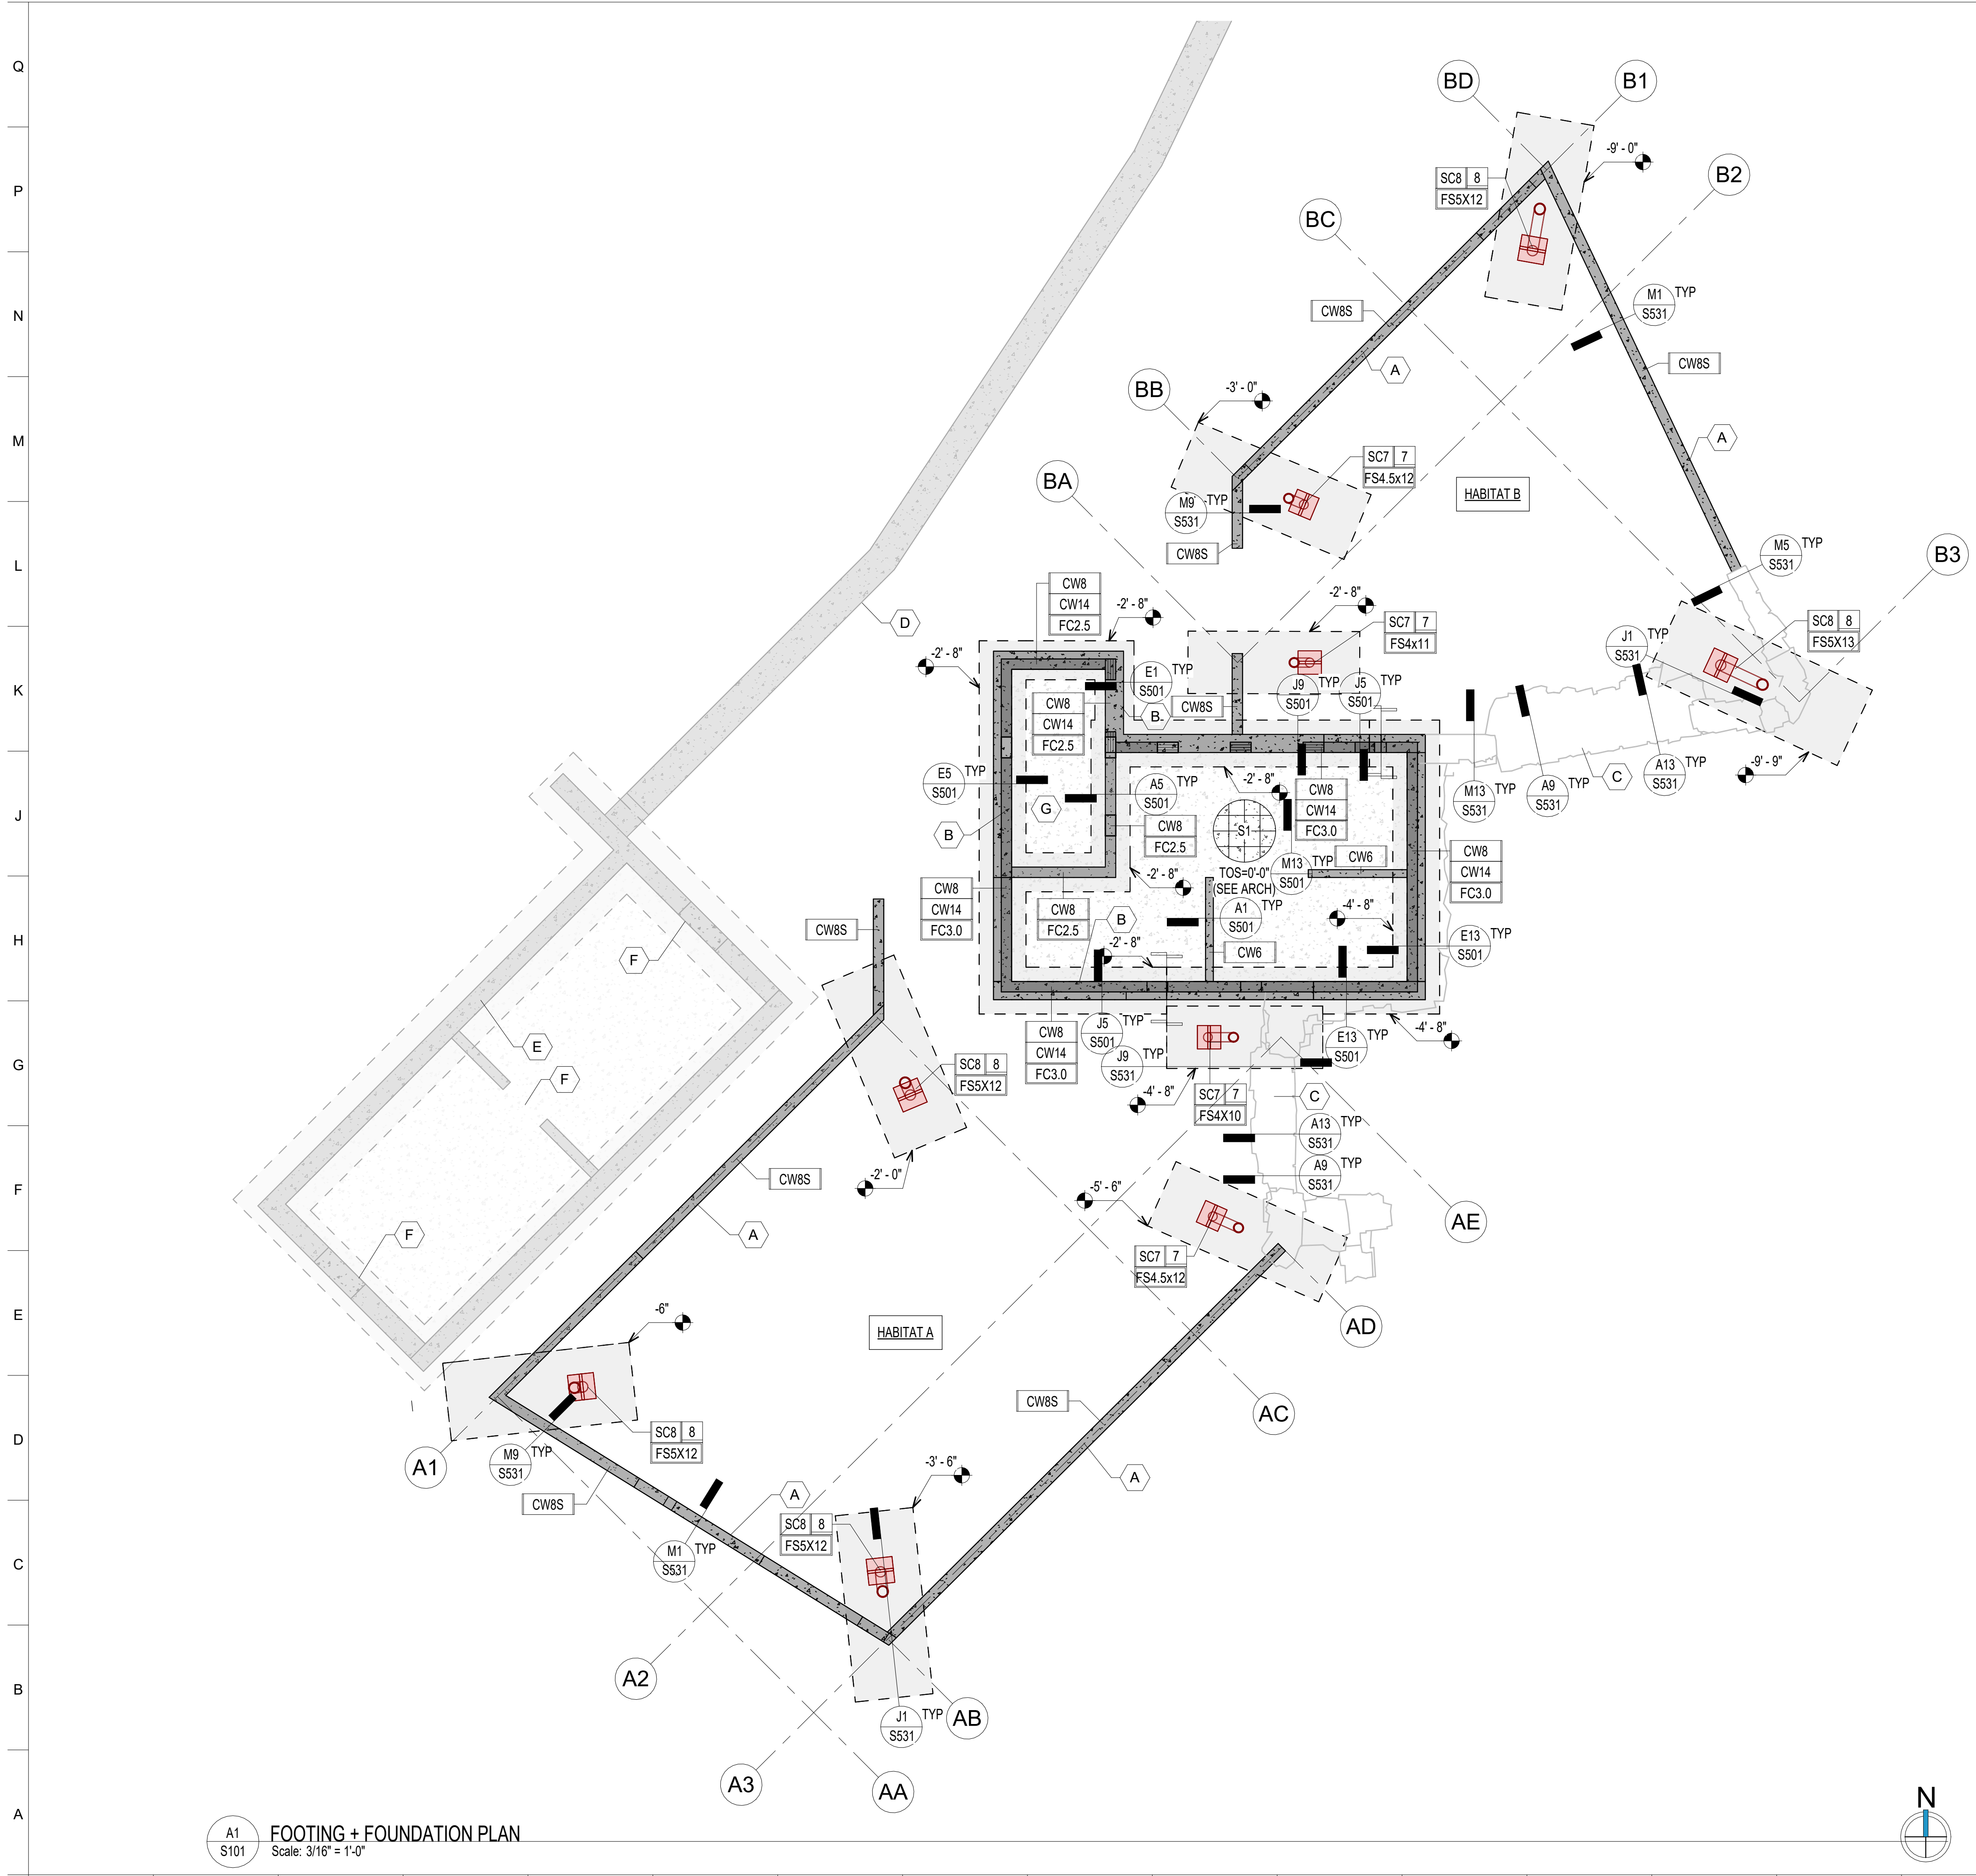 Q
BD
B1
-9' - 0"
P
SC8 8
FS5X12
B2
BC
N
M1 TYP
S531
CW8S
CW8S
A
BB
-3' - 0"
M
A
SC7 7
FS4.5x12
BA
HABITAT B
M9 TYP
S531
CW8S
M5 TYP
S531
B3
L
CW8
CW14
FC2.5
-2' - 8"
-2' - 8"
D
SC7 7
FS4x11
SC8 8
FS5X13
J1 TYP
S531
-2' - 8"
K
E1 TYP
S501
J9 TYP
S501
J5 TYP
S501
CW8
CW14
FC2.5
B
CW8S
-9' - 9"
E5 TYP
S501
A5 TYP
S501
-2' - 8"
C
A13 TYP
S531
A9 TYP
S531
M13 TYP
S531
CW8
CW14
FC3.0
G
J
B
CW8
FC2.5
S1
CW6
CW8
CW14
FC3.0
TOS=0'-0"
(SEE ARCH)
M13 TYP
S501
-2' - 8"
CW8
CW14
FC3.0
CW8
FC2.5
B
A1 TYP
S501
-4' - 8"
CW8S
H
F
-2' - 8"
CW6
E13 TYP
S501
CW8
CW14
FC3.0
J5 TYP
S501
E13 TYP
S501
-4' - 8"
E
J9 TYP
S531
G
F
SC8 8
FS5X12
-4' - 8"
SC7 7
FS4X10
C
A13 TYP
S531
A9 TYP
S531
CW8S
-2' - 0"
-5' - 6"
F
F
A
AE
SC7 7
FS4.5x12
-6"
HABITAT A
AD
E
CW8S
AC
D
SC8 8
FS5X12
A1
M9 TYP
S531
-3' - 6"
A
CW8S
A
SC8 8
FS5X12
M1 TYP
S531
C
A2
B
AB
J1 TYP
S531
A3
AA
A
N
A1
S101
FOOTING + FOUNDATION PLAN
Scale: 3/16" = 1'-0"